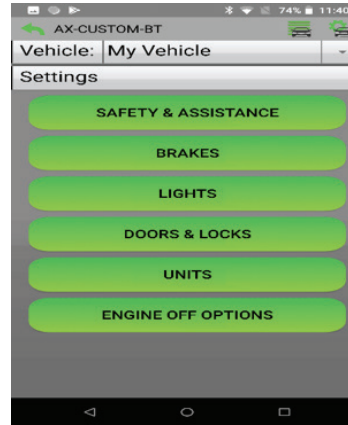 74% 11:40
AX-CUSTOM-BT
Vehicle: My Vehicle
Settings
SAFETY & ASSISTANCE
BRAKES
LIGHTS
DOORS & LOCKS
UNITS
ENGINE OFF OPTIONS